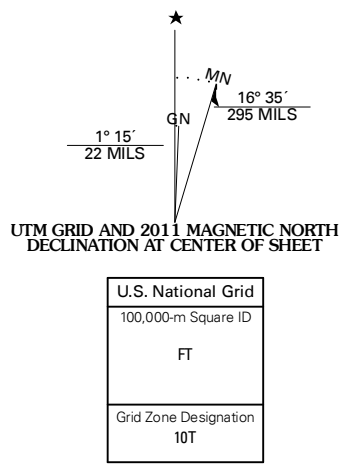 MN
GN
16° 35´
295 MILS
1° 15´
22 MILS
UTM GRID AND 2011 MAGNETIC NORTH
DECLINATION AT CENTER OF SHEET
U.S. National Grid
100,000-m Square ID
FT
Grid Zone Designation
10T